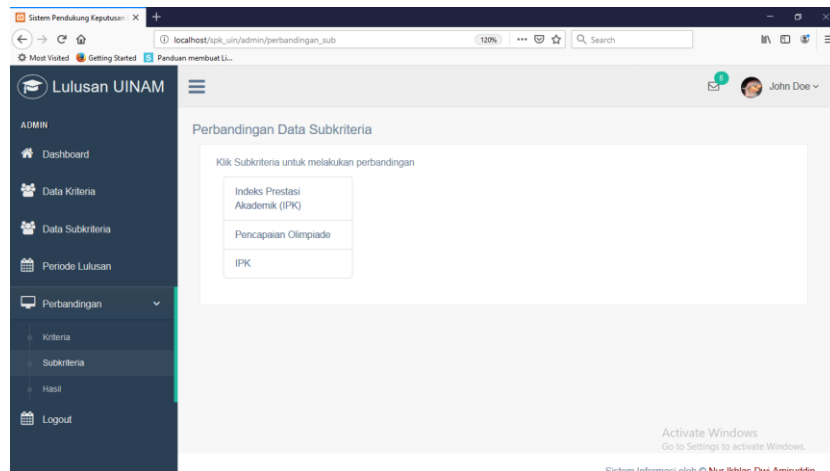 Sistem Pendukung Keputusan
localhost/spk_uin/admin/perbandingan_sub
120%
Search
Most Visited Getting Started Panduan membuat Li...
Lulusan UINAM
6
John Doe
ADMIN
Dashboard
Data Kriteria
Data Subkriteria
Periode Lulusan
Perbandingan
Kriteria
Subkriteria
Hasil
Logout
Perbandingan Data Subkriteria
Klik Subkriteria untuk melakukan perbandingan
Indeks Prestasi
Akademik (IPK)
Pencapaian Olimpiade
IPK
Activate Windows
Go to Settings to activate Windows.
Sistem Informasi oleh © Nur Ikhlas Dwi Amiruddin